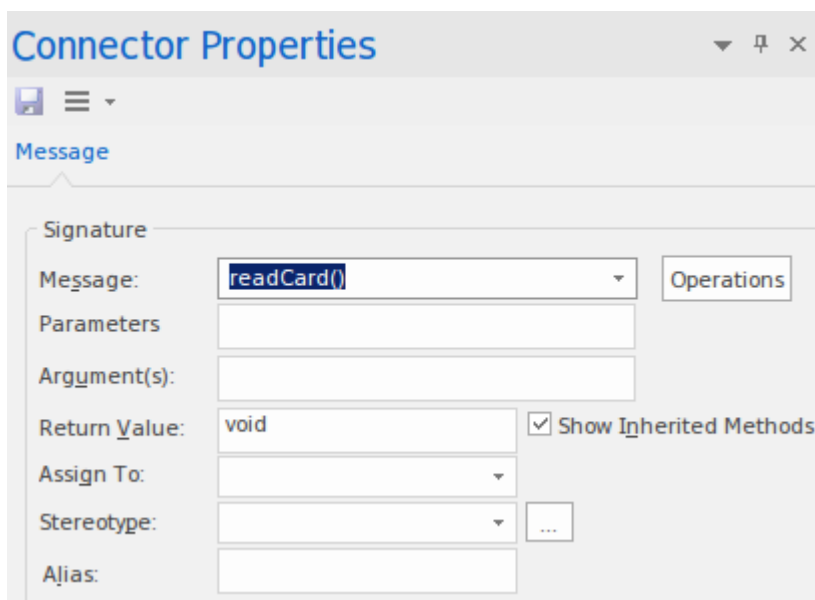 Connector Properties
Message
Signature
Message: readCard() Operations
Parameters
Argument(s):
Return Value: void Show Inherited Methods
Assign To:
Stereotype: ...
Alias: